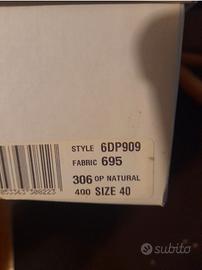 STYLE 6DP909
FABRIC 695
306 OP NATURAL
400 SIZE 40
subito